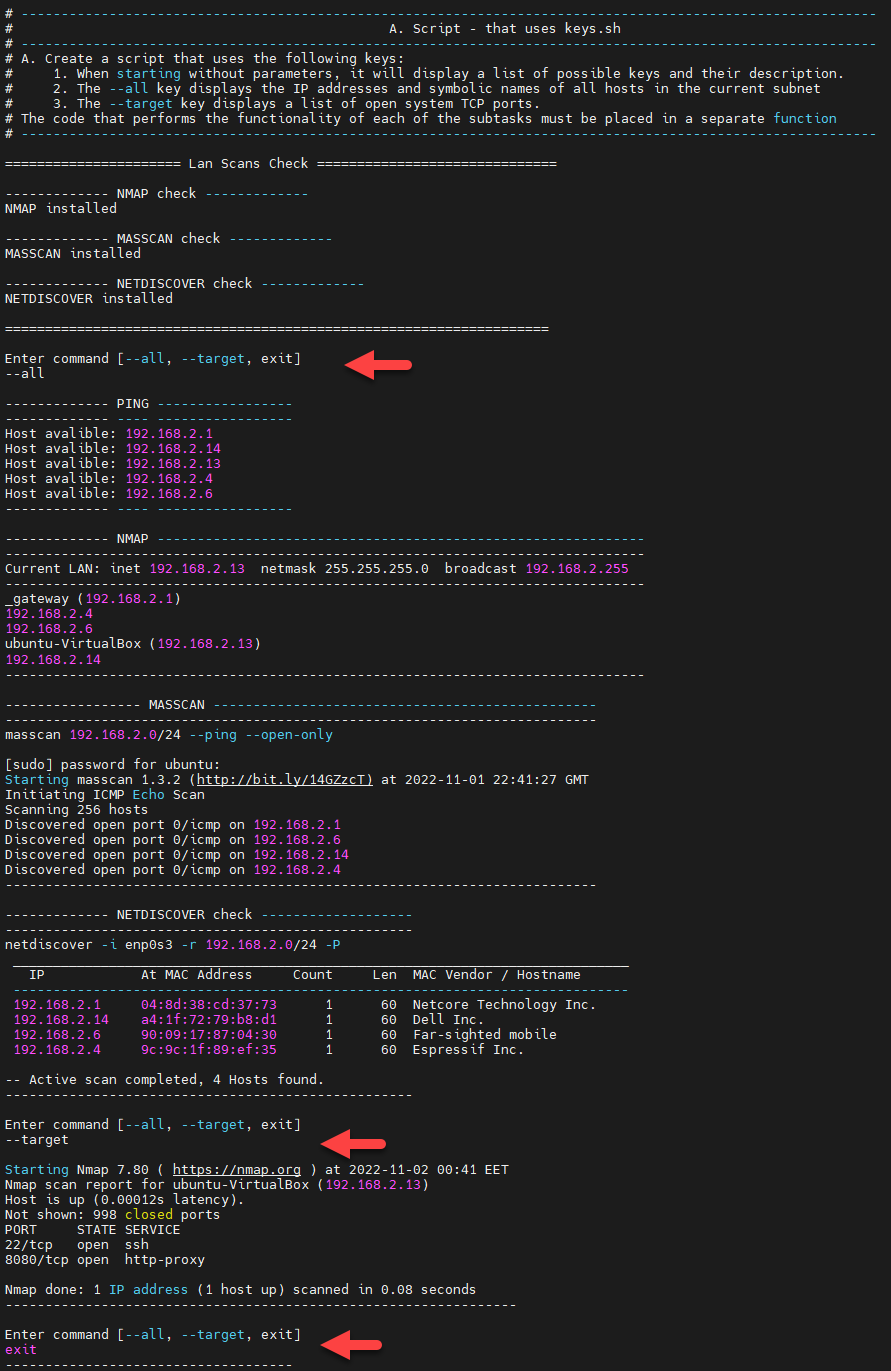 # -----------------------------------------------------------------------------------------------------------
#                                               A. Script - that uses keys.sh
# -----------------------------------------------------------------------------------------------------------
# A. Create a script that uses the following keys:
#     1. When starting without parameters, it will display a list of possible keys and their description.
#     2. The --all key displays the IP addresses and symbolic names of all hosts in the current subnet
#     3. The --target key displays a list of open system TCP ports.
# The code that performs the functionality of each of the subtasks must be placed in a separate function
# -----------------------------------------------------------------------------------------------------------
====================== Lan Scans Check ==============================
------------- NMAP check -------------
NMAP installed
------------- MASSCAN check -------------
MASSCAN installed
------------- NETDISCOVER check -------------
NETDISCOVER installed
====================================================================
Enter command [--all, --target, exit]
--all
------------- PING -----------------
------------- ---- -----------------
Host avalible: 192.168.2.1
Host avalible: 192.168.2.14
Host avalible: 192.168.2.13
Host avalible: 192.168.2.4
Host avalible: 192.168.2.6
------------- ---- -----------------
------------- NMAP -------------------------------------------------------------
--------------------------------------------------------------------------------
Current LAN: inet 192.168.2.13  netmask 255.255.255.0  broadcast 192.168.2.255
--------------------------------------------------------------------------------
_gateway (192.168.2.1)
192.168.2.4
192.168.2.6
ubuntu-VirtualBox (192.168.2.13)
192.168.2.14
--------------------------------------------------------------------------------
----------------- MASSCAN ------------------------------------------------
--------------------------------------------------------------------------
masscan 192.168.2.0/24 --ping --open-only
[sudo] password for ubuntu:
Starting masscan 1.3.2 (http://bit.ly/14GZzcT) at 2022-11-01 22:41:27 GMT
Initiating ICMP Echo Scan
Scanning 256 hosts
Discovered open port 0/icmp on 192.168.2.1
Discovered open port 0/icmp on 192.168.2.6
Discovered open port 0/icmp on 192.168.2.14
Discovered open port 0/icmp on 192.168.2.4
--------------------------------------------------------------------------
------------- NETDISCOVER check -------------------
---------------------------------------------------
netdiscover -i enp0s3 -r 192.168.2.0/24 -P
_____________________________________________________________________________
   IP            At MAC Address     Count     Len  MAC Vendor / Hostname
 -----------------------------------------------------------------------------
 192.168.2.1     04:8d:38:cd:37:73      1      60  Netcore Technology Inc.
 192.168.2.14    a4:1f:72:79:b8:d1      1      60  Dell Inc.
 192.168.2.6     90:09:17:87:04:30      1      60  Far-sighted mobile
 192.168.2.4     9c:9c:1f:89:ef:35      1      60  Espressif Inc.
-- Active scan completed, 4 Hosts found.
---------------------------------------------------
Enter command [--all, --target, exit]
--target
Starting Nmap 7.80 ( https://nmap.org ) at 2022-11-02 00:41 EET
Nmap scan report for ubuntu-VirtualBox (192.168.2.13)
Host is up (0.00012s latency).
Not shown: 998 closed ports
PORT     STATE SERVICE
22/tcp   open  ssh
8080/tcp open  http-proxy
Nmap done: 1 IP address (1 host up) scanned in 0.08 seconds
----------------------------------------------------------------
Enter command [--all, --target, exit]
exit
------------------------------------